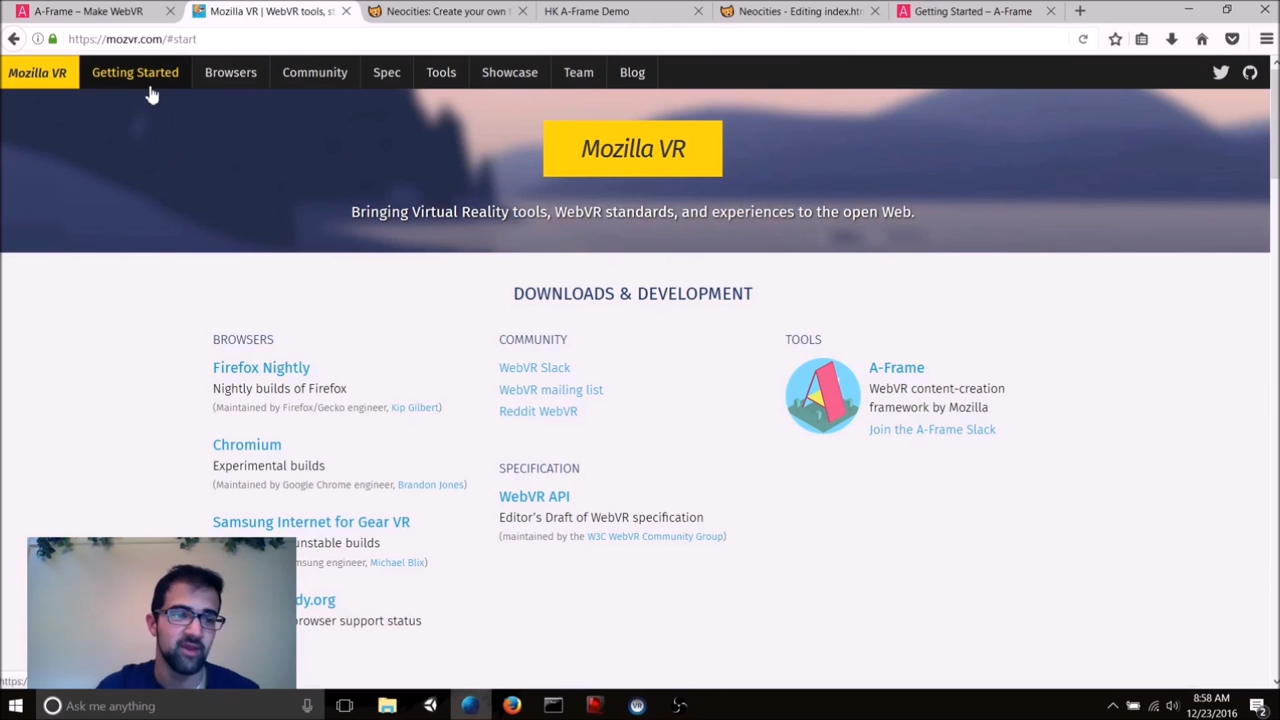 A-Frame – Make WebVR
Mozilla VR | WebVR tools, s
Neocities: Create your own f
HK A-Frame Demo
Neocities - Editing index.htm
Getting Started – A-Frame
https://mozvr.com/#start
Mozilla VR
Getting Started
Browsers
Community
Spec
Tools
Showcase
Team
Blog
Mozilla VR
Bringing Virtual Reality tools, WebVR standards, and experiences to the open Web.
DOWNLOADS & DEVELOPMENT
BROWSERS
Firefox Nightly
Nightly builds of Firefox
(Maintained by Firefox/Gecko engineer, Kip Gilbert)
Chromium
Experimental builds
(Maintained by Google Chrome engineer, Brandon Jones)
Samsung Internet for Gear VR
unstable builds
msung engineer, Michael Blix)
dy.org
browser support status
COMMUNITY
WebVR Slack
WebVR mailing list
Reddit WebVR
SPECIFICATION
WebVR API
Editor's Draft of WebVR specification
(maintained by the W3C WebVR Community Group)
TOOLS
A-Frame
WebVR content-creation
framework by Mozilla
Join the A-Frame Slack
https:/
Ask me anything
8:58 AM
12/23/2016
2